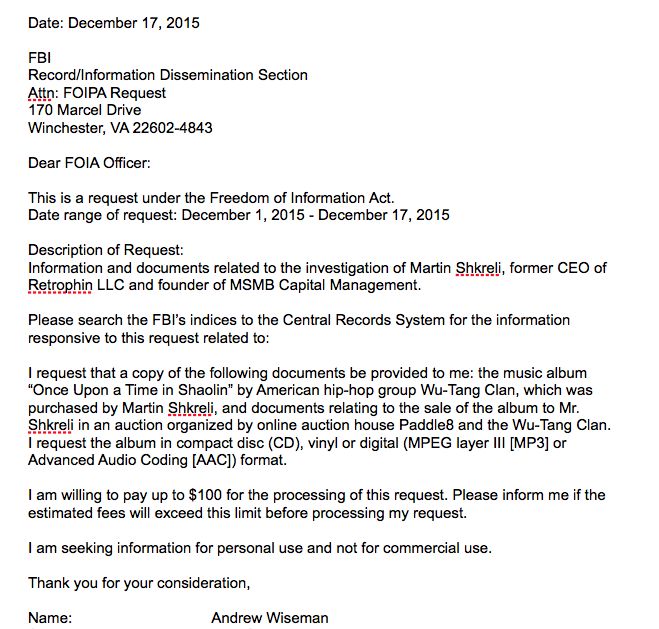 Date: December 17, 2015
FBI
Record/Information Dissemination Section
Attn: FOIPA Request
170 Marcel Drive
Winchester, VA 22602-4843
Dear FOIA Officer:
This is a request under the Freedom of Information Act.
Date range of request: December 1, 2015 - December 17, 2015
Description of Request:
Information and documents related to the investigation of Martin Shkreli, former CEO of
Retrophin LLC and founder of MSMB Capital Management.
Please search the FBI's indices to the Central Records System for the information
responsive to this request related to:
I request that a copy of the following documents be provided to me: the music album
“Once Upon a Time in Shaolin” by American hip-hop group Wu-Tang Clan, which was
purchased by Martin Shkreli, and documents relating to the sale of the album to Mr.
Shkreli in an auction organized by online auction house Paddle8 and the Wu-Tang Clan.
I request the album in compact disc (CD), vinyl or digital (MPEG layer III [MP3] or
Advanced Audio Coding [AAC]) format.
I am willing to pay up to $100 for the processing of this request. Please inform me if the
estimated fees will exceed this limit before processing my request.
I am seeking information for personal use and not for commercial use.
Thank you for your consideration,
Name: Andrew Wiseman